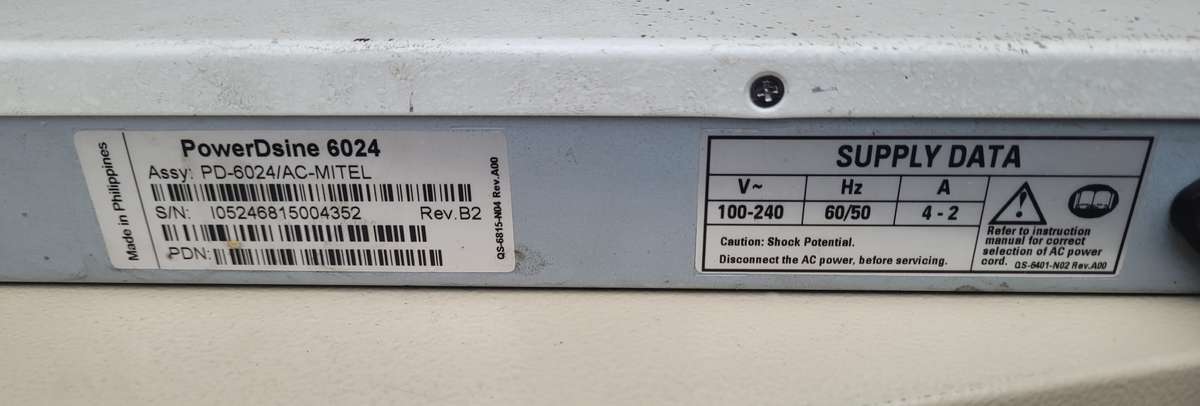 Made in Philippines
PowerDsine 6024
Assy: PD-6024/AC-MITEL
S/N: I05246815004352 Rev.B2
PDN:
QS-6815-N04 Rev.A00
SUPPLY DATA
V~ Hz A
100-240 60/50 4 - 2
Caution: Shock Potential.
Disconnect the AC power, before servicing.
Refer to instruction
manual for correct
selection of AC power
cord. QS-6401-N02 Rev.A00